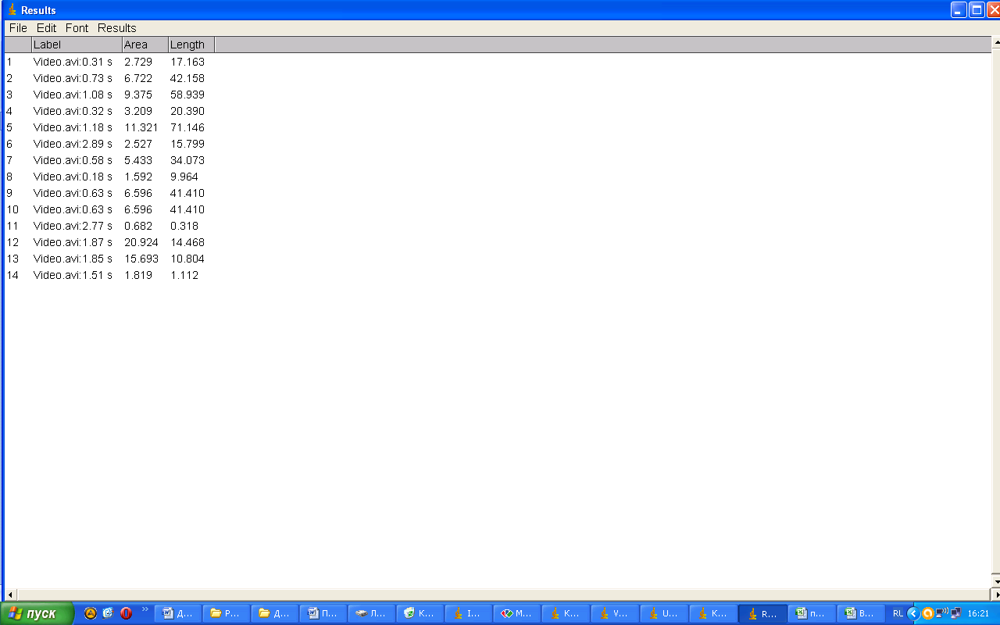 Results
File Edit Font Results
Label Area Length
1 Video.avi:0.31 s 2.729 17.163
2 Video.avi:0.73 s 6.722 42.158
3 Video.avi:1.08 s 9.375 58.939
4 Video.avi:0.32 s 3.209 20.390
5 Video.avi:1.18 s 11.321 71.146
6 Video.avi:2.89 s 2.527 15.799
7 Video.avi:0.58 s 5.433 34.073
8 Video.avi:0.18 s 1.592 9.964
9 Video.avi:0.63 s 6.596 41.410
10 Video.avi:0.63 s 6.596 41.410
11 Video.avi:2.77 s 0.682 0.318
12 Video.avi:1.87 s 20.924 14.468
13 Video.avi:1.85 s 15.693 10.804
14 Video.avi:1.51 s 1.819 1.112
пуск Д... Р... Д... П... Л... К... I... М... К... V... U... К... R... п... В... RL 16:21